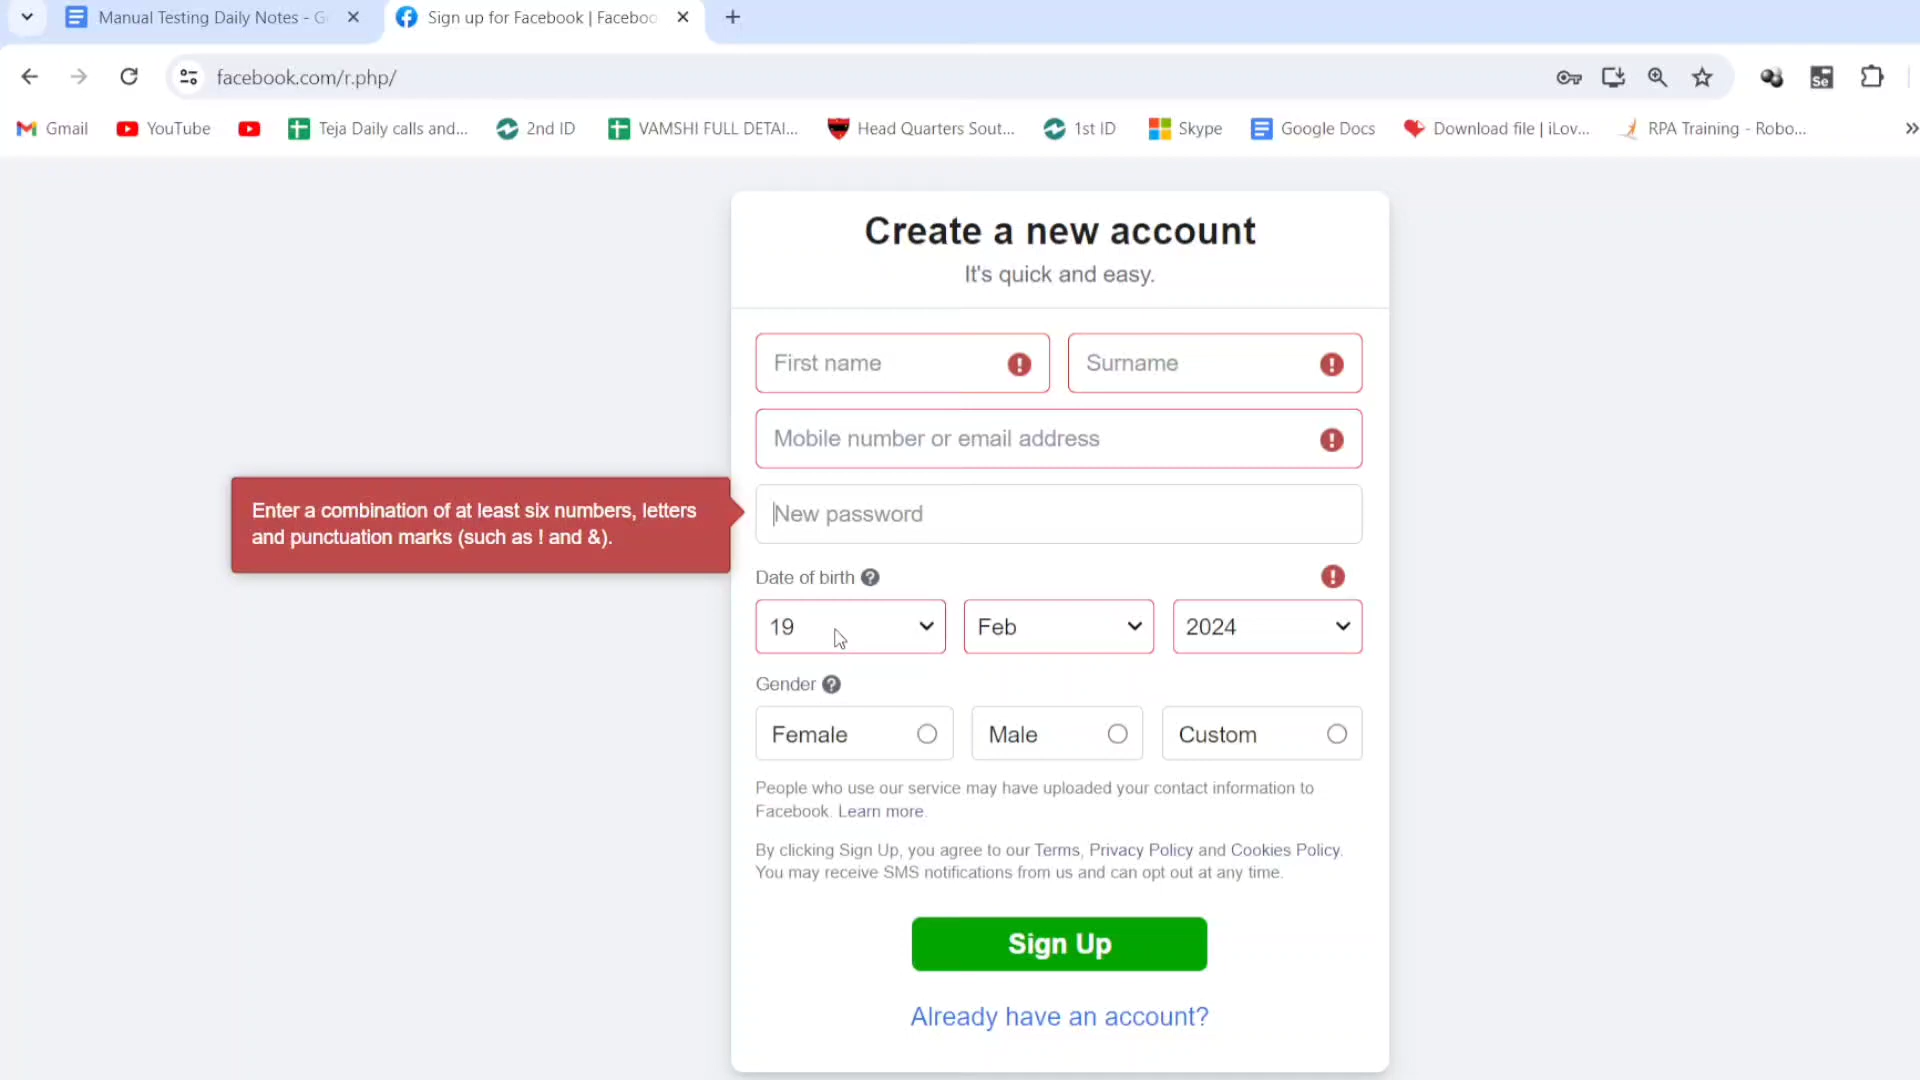 Manual Testing Daily Notes - G
Sign up for Facebook | Faceboo
facebook.com/r.php/
Se
Gmail
YouTube
Teja Daily calls and...
2nd ID
VAMSHI FULL DETAI...
Head Quarters Sout...
1st ID
Skype
Google Docs
Download file | iLov...
RPA Training - Robo...
Create a new account
It's quick and easy.
First name
Surname
Mobile number or email address
Enter a combination of at least six numbers, letters
and punctuation marks (such as ! and &).
New password
Date of birth
19
Feb
2024
Gender
Female
Male
Custom
People who use our service may have uploaded your contact information to
Facebook. Learn more.
By clicking Sign Up, you agree to our Terms, Privacy Policy and Cookies Policy.
You may receive SMS notifications from us and can opt out at any time.
Sign Up
Already have an account?